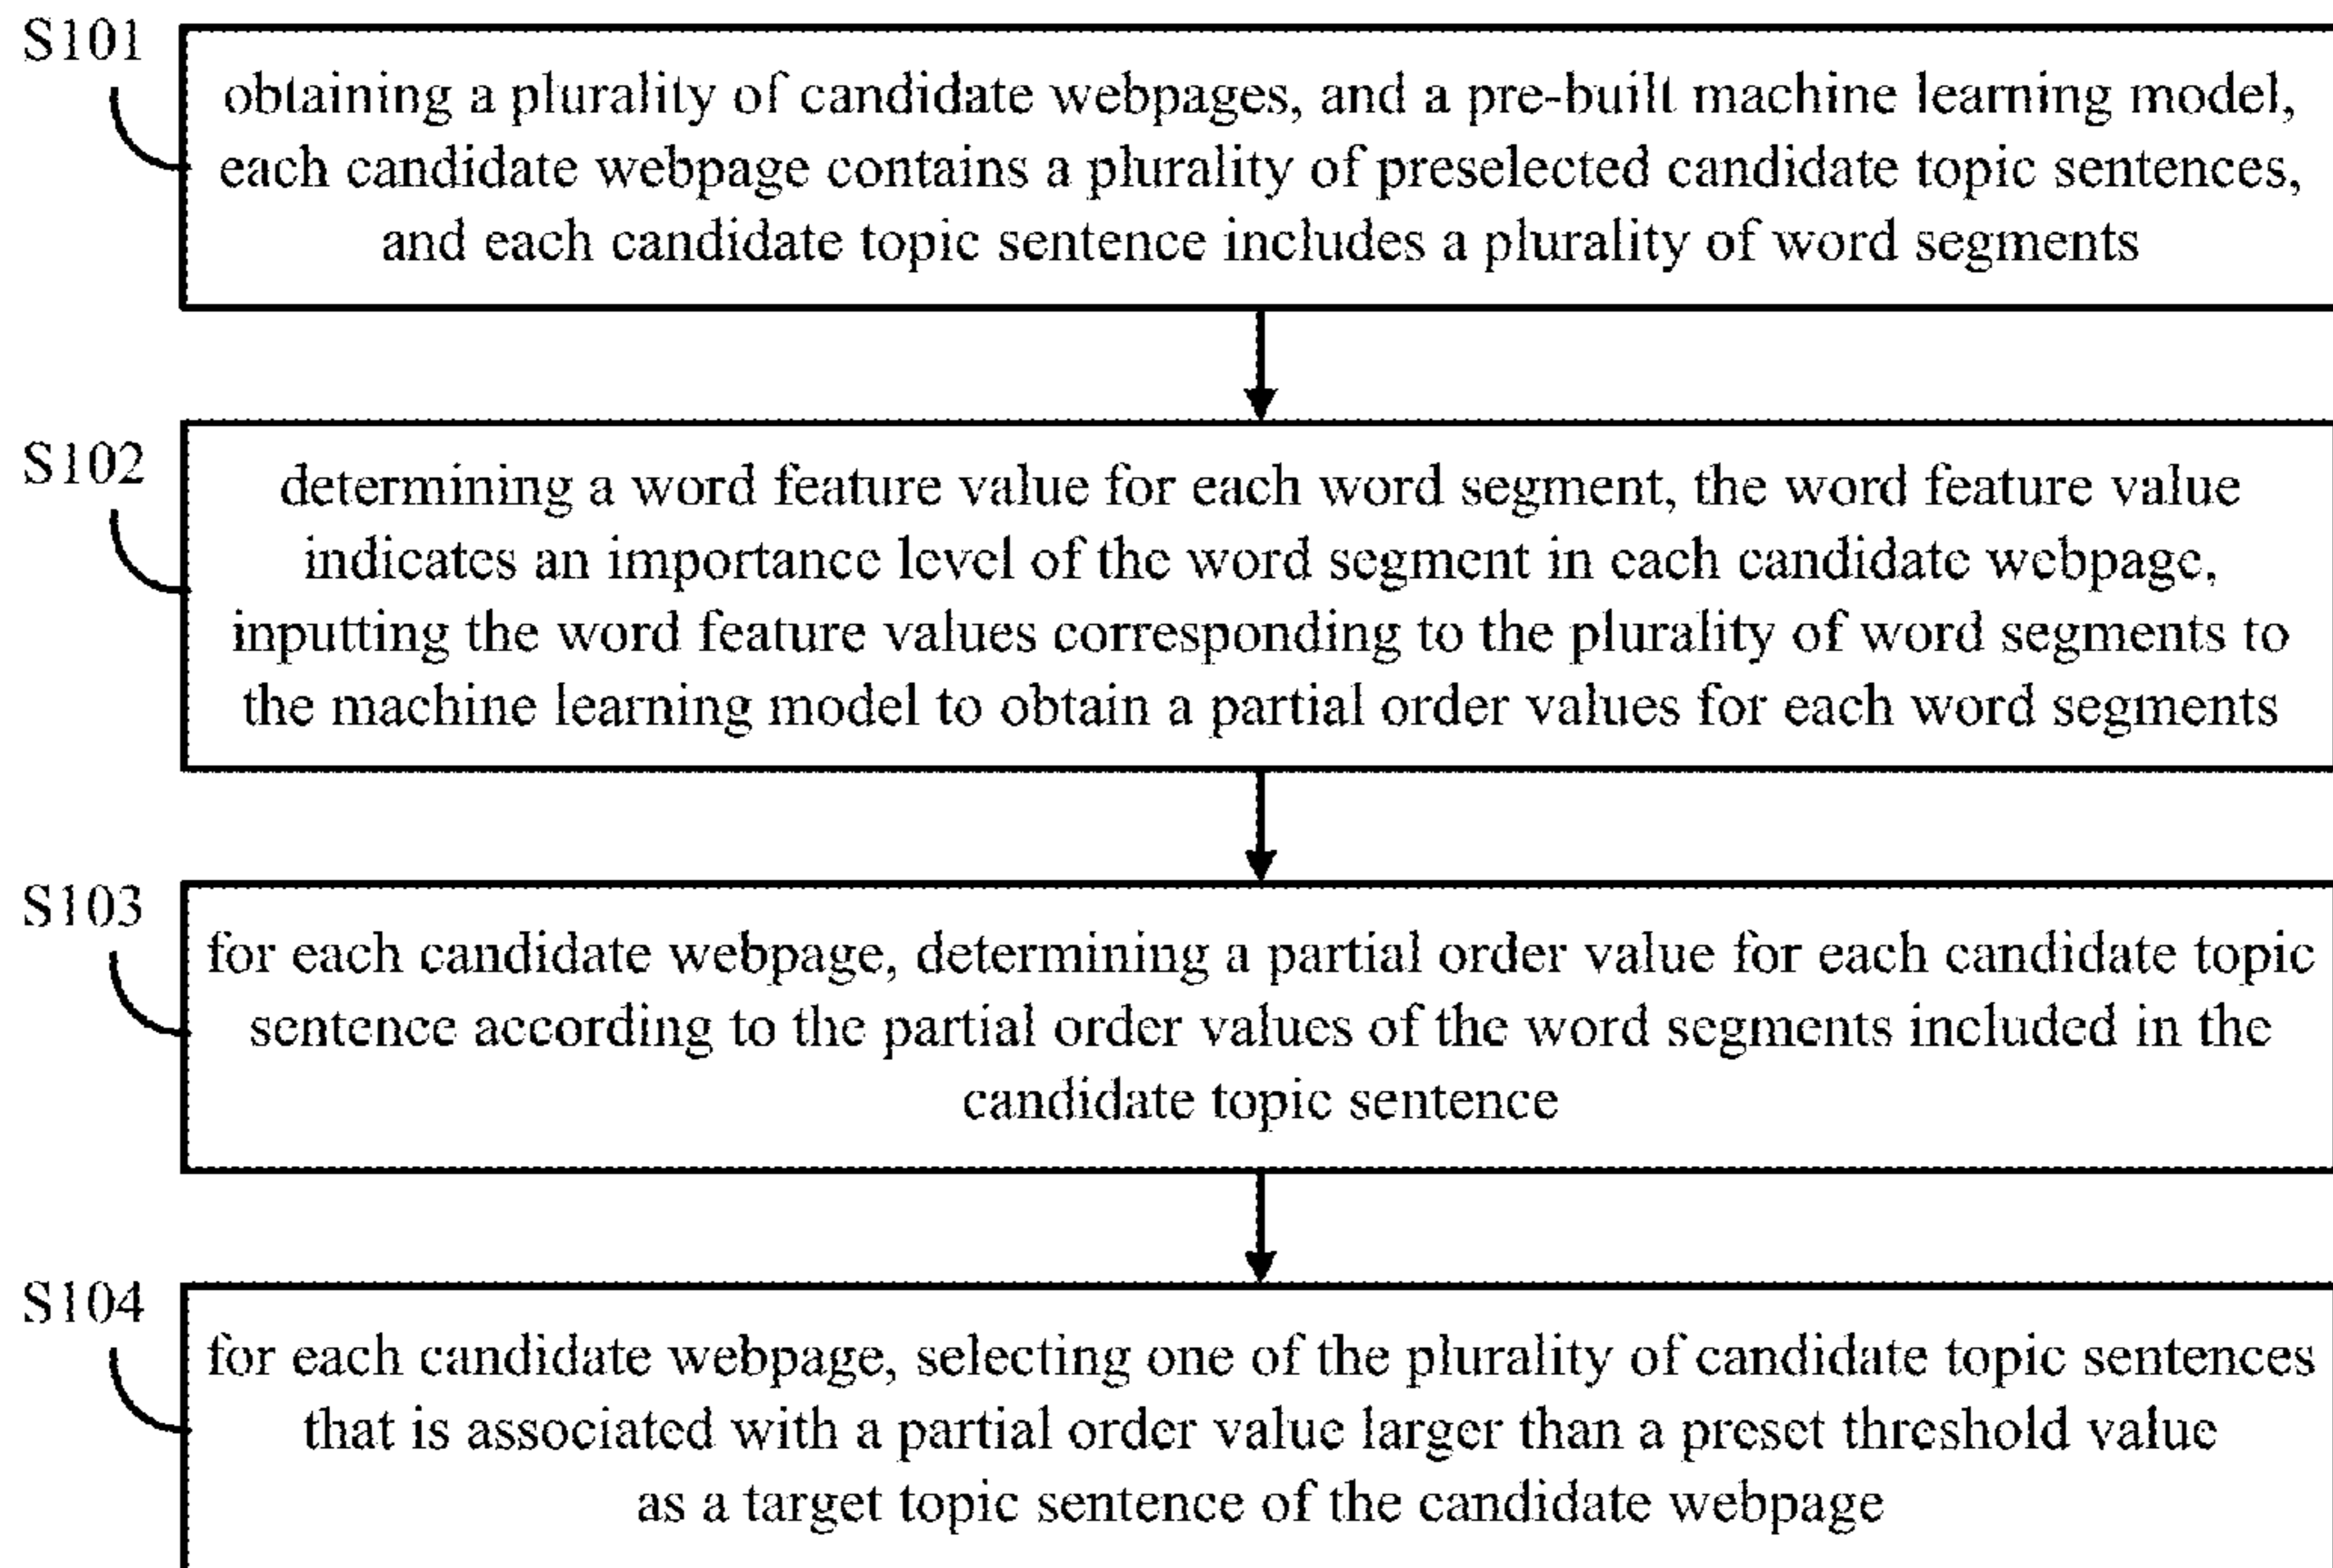 S101
obtaining a plurality of candidate webpages, and a pre-built machine learning model,
each candidate webpage contains a plurality of preselected candidate topic sentences,
and each candidate topic sentence includes a plurality of word segments
S102
determining a word feature value for each word segment, the word feature value
indicates an importance level of the word segment in each candidate webpage,
inputting the word feature values corresponding to the plurality of word segments to
the machine learning model to obtain a partial order values for each word segments
S103
for each candidate webpage, determining a partial order value for each candidate topic
sentence according to the partial order values of the word segments included in the
candidate topic sentence
S104
for each candidate webpage, selecting one of the plurality of candidate topic sentences
that is associated with a partial order value larger than a preset threshold value
as a target topic sentence of the candidate webpage